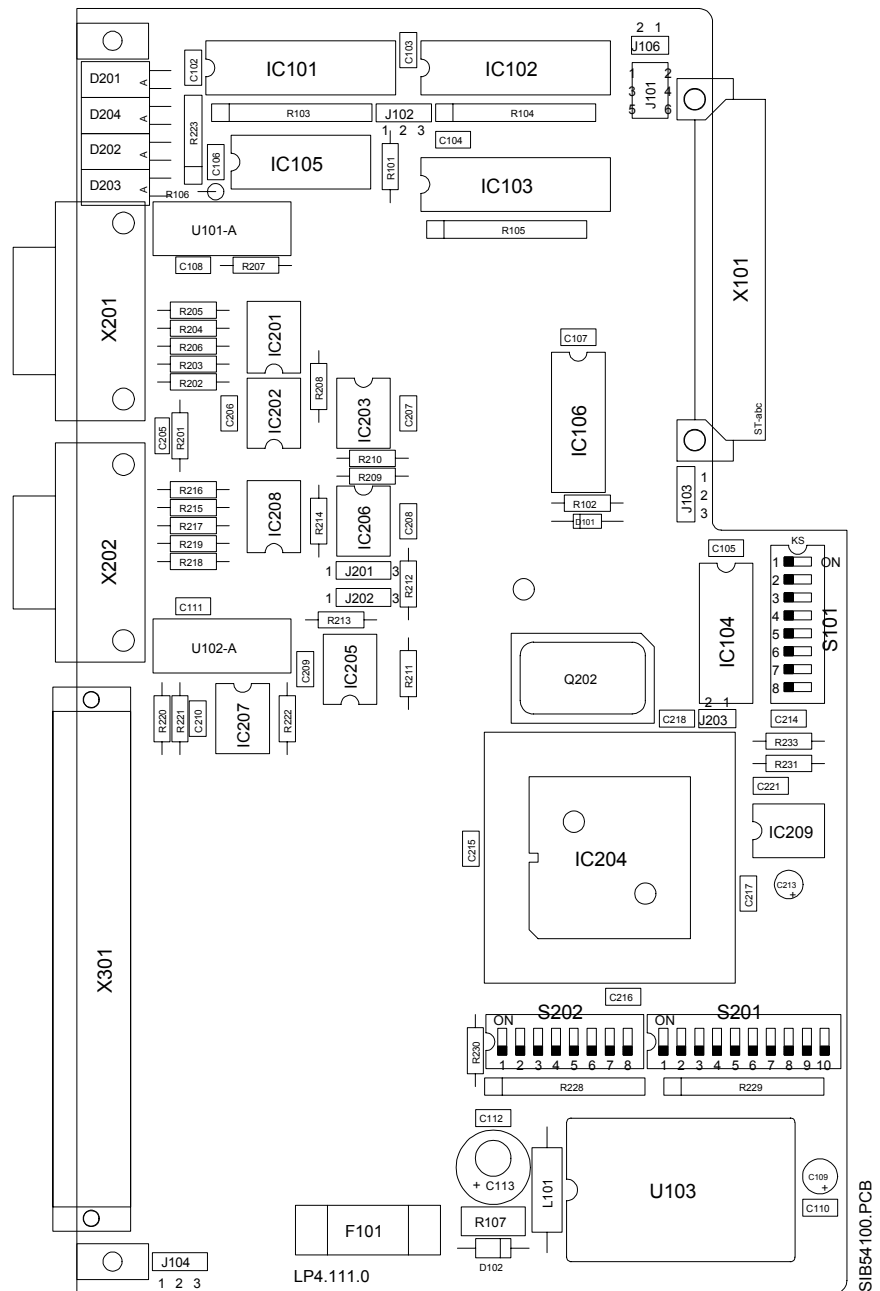 2 1
J106
C102
IC101
C103
IC102
D201 A
1 2
3 J101 4
5 6
D204 A
R223
R103
J102
1 2 3
R104
D202 A
C106
IC105
R101
C104
IC103
D203 A
R106
U101-A
R105
C108
R207
X101
ST-abc
X201
R205
R204
R206
R203
R202
IC201
R208
C107
C206
IC202
IC203
C207
IC106
C205
R201
R210
R209
J103
1
2
3
X202
R216
R215
R217
R219
R218
IC208
R214
IC206
C208
R102
D101
1 J201 3
1 J202 3
R212
C105
KS
1 ON
2
3
4
5
6
7
8
S101
IC104
C111
R213
U102-A
C209
IC205
R211
Q202
2 1
C218
J203
C214
R220
R221
C210
IC207
R222
R233
R231
C221
IC209
C215
IC204
C217
C213
+
X301
C216
S202
S201
ON
ON
R230
1 2 3 4 5 6 7 8
1 2 3 4 5 6 7 8 9 10
R228
R229
C112
+ C113
L101
U103
C109
+
C110
R107
F101
D102
LP4.111.0
J104
1 2 3
SIB54100.PCB